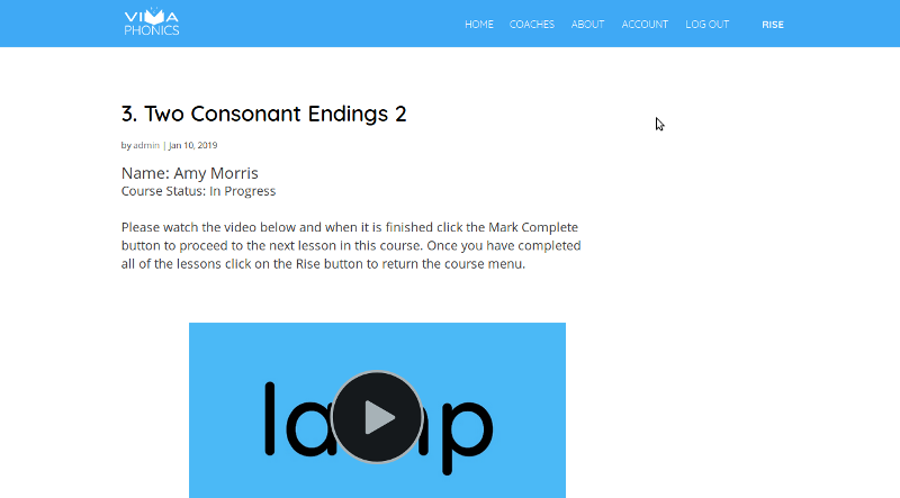 VIMA
PHONICS
HOME COACHES ABOUT ACCOUNT LOG OUT RISE
3. Two Consonant Endings 2
by admin | Jan 10, 2019
Name: Amy Morris
Course Status: In Progress
Please watch the video below and when it is finished click the Mark Complete
button to proceed to the next lesson in this course. Once you have completed
all of the lessons click on the Rise button to return the course menu.